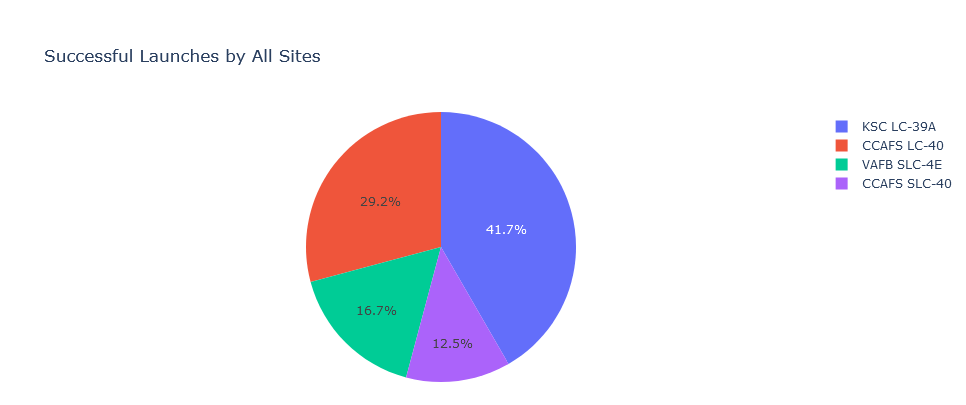 Successful Launches by All Sites
KSC LC-39A
CCAFS LC-40
VAFB SLC-4E
CCAFS SLC-40
29.2%
41.7%
16.7%
12.5%